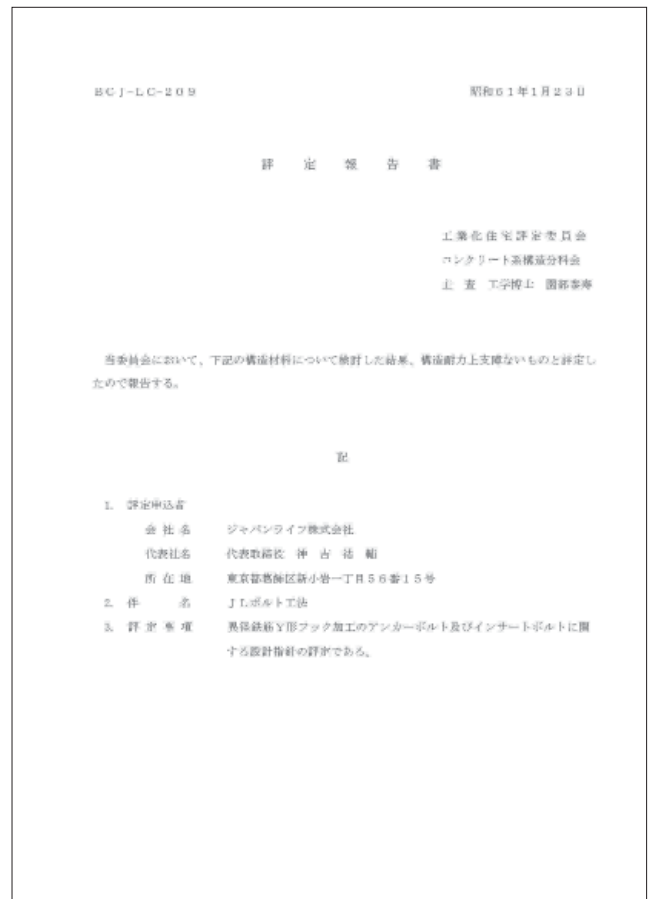 BCJ-LC-209
昭和61年1月23日
評定報告書
工業化住宅評定委員会
コンクリート系構造分科会
主査 工学博士 園部泰寿
当委員会において、下記の構造材料について検討した結果、構造耐力上支障ないものと評定し
たので報告する。
記
1. 評定申込者
会社名 ジャパンライフ株式会社
代表社名 代表取締役 神古
所在地 東京都葛飾区新小岩一丁目56番15号
2. 件名 JLボルト工法
3. 評定事項 異径鉄筋Y形フック加工のアンカーボルト及びインサートボルトに関
する設計指針の評定である。